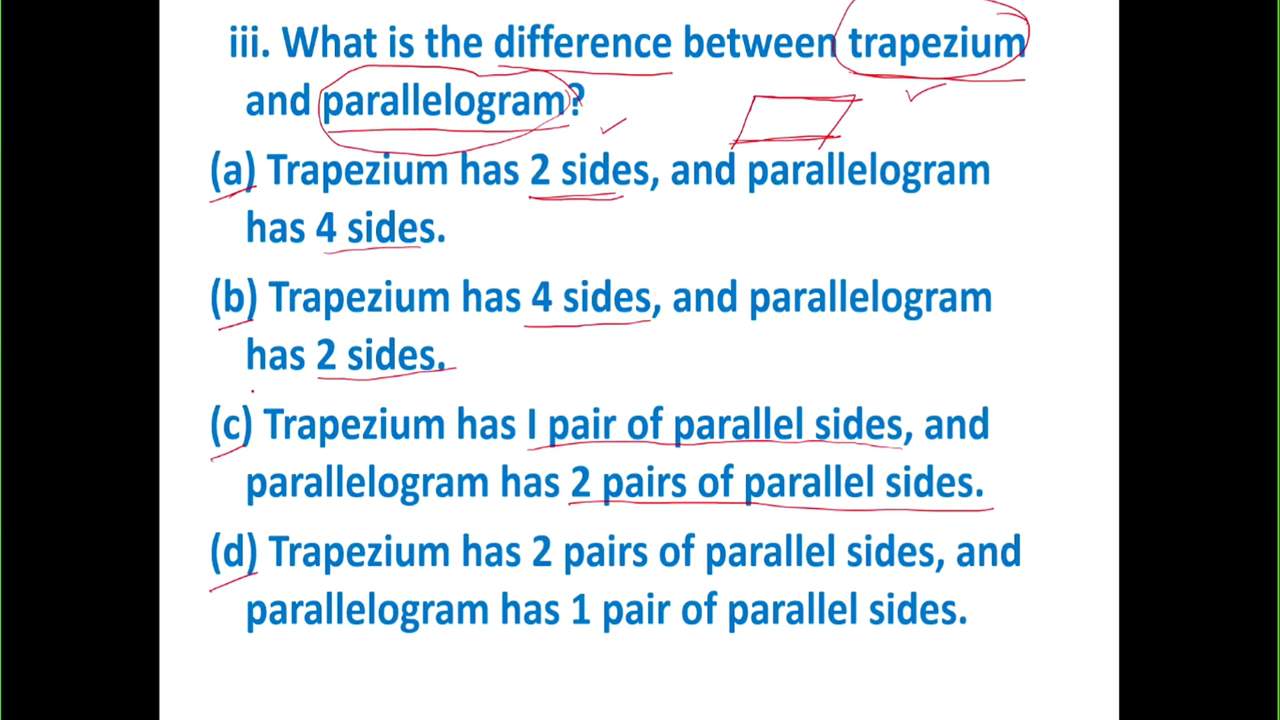 iii. What is the difference between trapezium
and parallelogram?
(a) Trapezium has 2 sides, and parallelogram
has 4 sides.
(b) Trapezium has 4 sides, and parallelogram
has 2 sides.
(c) Trapezium has I pair of parallel sides, and
parallelogram has 2 pairs of parallel sides.
(d) Trapezium has 2 pairs of parallel sides, and
parallelogram has 1 pair of parallel sides.